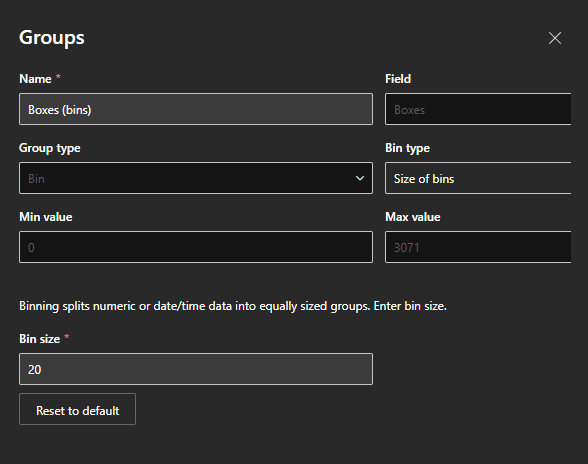 Groups
Name *
Field
Boxes (bins)
Boxes
Group type
Bin type
Bin
Size of bins
Min value
Max value
0
3071
Binning splits numeric or date/time data into equally sized groups. Enter bin size.
Bin size *
20
Reset to default